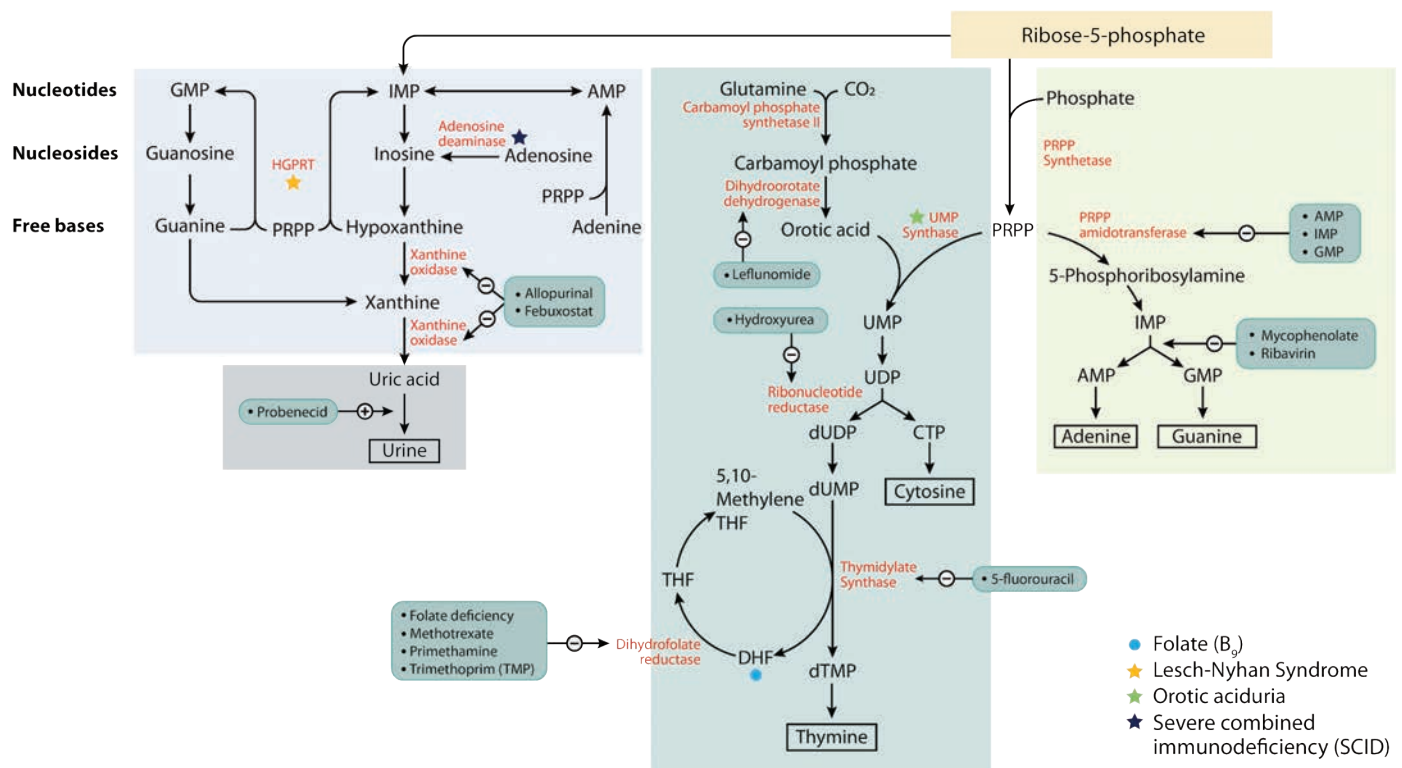 Ribose-5-phosphate
Nucleotides
Nucleosides
Free bases
GMP
IMP
AMP
Guanosine
HGPRT
Inosine
Adenosine
deaminase
Adenosine
PRPP
Guanine
PRPP
Hypoxanthine
Adenine
Xanthine
oxidase
Xanthine
• Allopurinal
• Febuxostat
Xanthine
oxidase
Uric acid
• Probenecid
+
Urine
Glutamine
CO₂
Carbamoyl phosphate
synthetase II
Carbamoyl phosphate
Dihydroorotate
dehydrogenase
Orotic acid
UMP
Synthase
PRPP
−
• Leflunomide
• Hydroxyurea
−
UMP
UDP
Ribonucleotide
reductase
dUDP
CTP
Cytosine
5,10-
Methylene
THF
dUMP
THF
Thymidylate
Synthase
−
• 5-fluorouracil
• Folate deficiency
• Methotrexate
• Primethamine
• Trimethoprim (TMP)
−
Dihydrofolate
reductase
DHF
dTMP
Thymine
Phosphate
PRPP
Synthetase
PRPP
amidotransferase
−
• AMP
• IMP
• GMP
5-Phosphoribosylamine
IMP
−
• Mycophenolate
• Ribavirin
AMP
GMP
Adenine
Guanine
Folate (B₉)
Lesch-Nyhan Syndrome
Orotic aciduria
Severe combined
immunodeficiency (SCID)